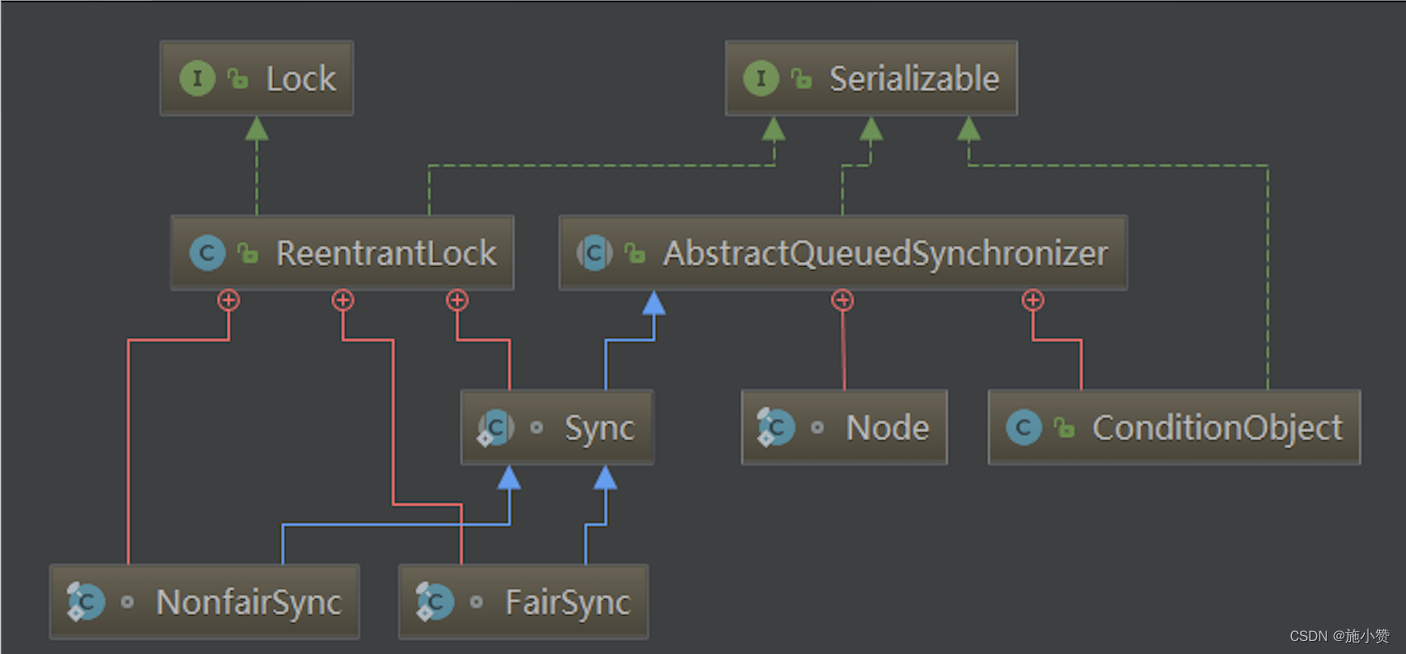 I Lock
I Serializable
C ReentrantLock
C AbstractQueuedSynchronizer
C Sync
C Node
C ConditionObject
C NonfairSync
C FairSync
CSDN @施小赞